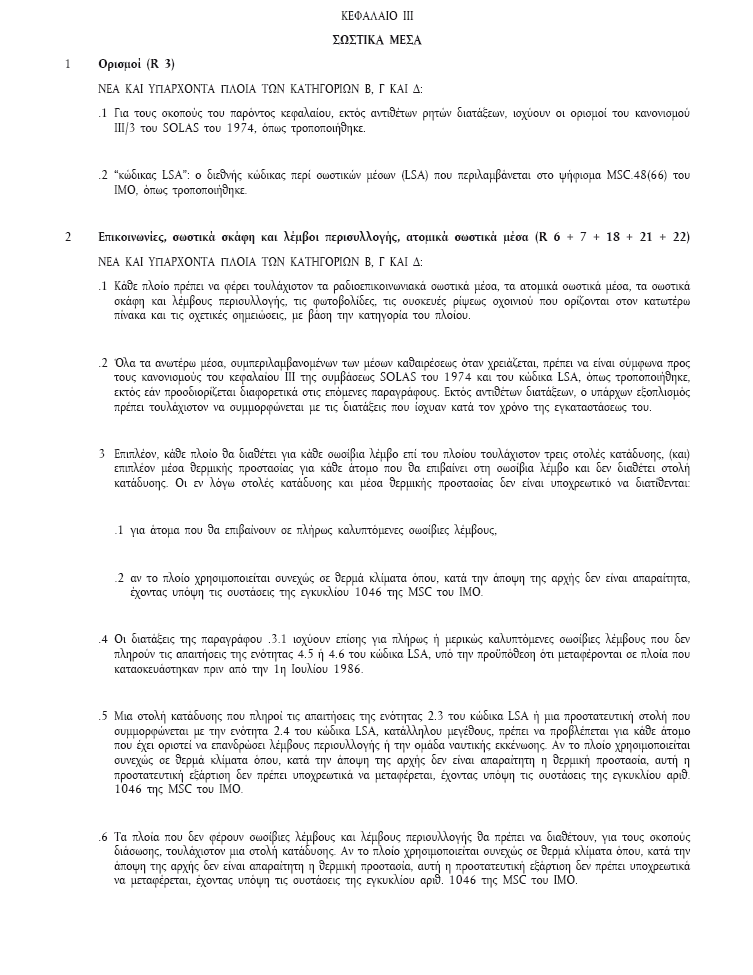 ΚΕΦΑΛΑΙΟ III
ΣΩΣΤΙΚΑ ΜΕΣΑ
1 Ορισμοί (R 3)
ΝΕΑ ΚΑΙ ΥΠΑΡΧΟΝΤΑ ΠΛΟΙΑ ΤΩΝ ΚΑΤΗΓΟΡΙΩΝ Β, Γ ΚΑΙ Δ:
.1 Για τους σκοπούς του παρόντος κεφαλαίου, εκτός αντιθέτων ρητών διατάξεων, ισχύουν οι ορισμοί του κανονισμού
III/3 του SOLAS του 1974, όπως τροποποιήθηκε.
.2 “κώδικας LSA”: ο διεθνής κώδικας περί σωστικών μέσων (LSA) που περιλαμβάνεται στο ψήφισμα MSC.48(66) του
IMO, όπως τροποποιήθηκε.
2 Επικοινωνίες, σωστικά σκάφη και λέμβοι περισυλλογής, ατομικά σωστικά μέσα (R 6 + 7 + 18 + 21 + 22)
ΝΕΑ ΚΑΙ ΥΠΑΡΧΟΝΤΑ ΠΛΟΙΑ ΤΩΝ ΚΑΤΗΓΟΡΙΩΝ Β, Γ ΚΑΙ Δ:
.1 Κάθε πλοίο πρέπει να φέρει τουλάχιστον τα ραδιοεπικοινωνιακά σωστικά μέσα, τα ατομικά σωστικά μέσα, τα σωστικά
σκάφη και λέμβους περισυλλογής, τις φωτοβολίδες, τις συσκευές ρίψεως σχοινιού που ορίζονται στον κατωτέρω
πίνακα και τις σχετικές σημειώσεις, με βάση την κατηγορία του πλοίου.
.2 Όλα τα ανωτέρω μέσα, συμπεριλαμβανομένων των μέσων καθαιρέσεως όταν χρειάζεται, πρέπει να είναι σύμφωνα προς
τους κανονισμούς του κεφαλαίου III της συμβάσεως SOLAS του 1974 και του κώδικα LSA, όπως τροποποιήθηκε,
εκτός εάν προσδιορίζεται διαφορετικά στις επόμενες παραγράφους. Εκτός αντιθέτων διατάξεων, ο υπάρχων εξοπλισμός
πρέπει τουλάχιστον να συμμορφώνεται με τις διατάξεις που ίσχυαν κατά τον χρόνο της εγκαταστάσεώς του.
3 Επιπλέον, κάθε πλοίο θα διαθέτει για κάθε σωσίβια λέμβο επί του πλοίου τουλάχιστον τρεις στολές κατάδυσης, (και)
επιπλέον μέσα θερμικής προστασίας για κάθε άτομο που θα επιβαίνει στη σωσίβια λέμβο και δεν διαθέτει στολή
κατάδυσης. Οι εν λόγω στολές κατάδυσης και μέσα θερμικής προστασίας δεν είναι υποχρεωτικό να διατίθενται:
.1 για άτομα που θα επιβαίνουν σε πλήρως καλυπτόμενες σωσίβιες λέμβους,
.2 αν το πλοίο χρησιμοποιείται συνεχώς σε θερμά κλίματα όπου, κατά την άποψη της αρχής δεν είναι απαραίτητα,
έχοντας υπόψη τις συστάσεις της εγκυκλίου 1046 της MSC του IMO.
.4 Οι διατάξεις της παραγράφου .3.1 ισχύουν επίσης για πλήρως ή μερικώς καλυπτόμενες σωσίβιες λέμβους που δεν
πληρούν τις απαιτήσεις της ενότητας 4.5 ή 4.6 του κώδικα LSA, υπό την προϋπόθεση ότι μεταφέρονται σε πλοία που
κατασκευάστηκαν πριν από την 1η Ιουλίου 1986.
.5 Μια στολή κατάδυσης που πληροί τις απαιτήσεις της ενότητας 2.3 του κώδικα LSA ή μια προστατευτική στολή που
συμμορφώνεται με την ενότητα 2.4 του κώδικα LSA, κατάλληλου μεγέθους, πρέπει να προβλέπεται για κάθε άτομο
που έχει οριστεί να επανδρώσει λέμβους περισυλλογής ή την ομάδα ναυτικής εκκένωσης. Αν το πλοίο χρησιμοποιείται
συνεχώς σε θερμά κλίματα όπου, κατά την άποψη της αρχής δεν είναι απαραίτητη η θερμική προστασία, αυτή η
προστατευτική εξάρτιση δεν πρέπει υποχρεωτικά να μεταφέρεται, έχοντας υπόψη τις συστάσεις της εγκυκλίου αριθ.
1046 της MSC του IMO.
.6 Τα πλοία που δεν φέρουν σωσίβιες λέμβους και λέμβους περισυλλογής θα πρέπει να διαθέτουν, για τους σκοπούς
διάσωσης, τουλάχιστον μια στολή κατάδυσης. Αν το πλοίο χρησιμοποιείται συνεχώς σε θερμά κλίματα όπου, κατά την
άποψη της αρχής δεν είναι απαραίτητη η θερμική προστασία, αυτή η προστατευτική εξάρτιση δεν πρέπει υποχρεωτικά
να μεταφέρεται, έχοντας υπόψη τις συστάσεις της εγκυκλίου αριθ. 1046 της MSC του IMO.